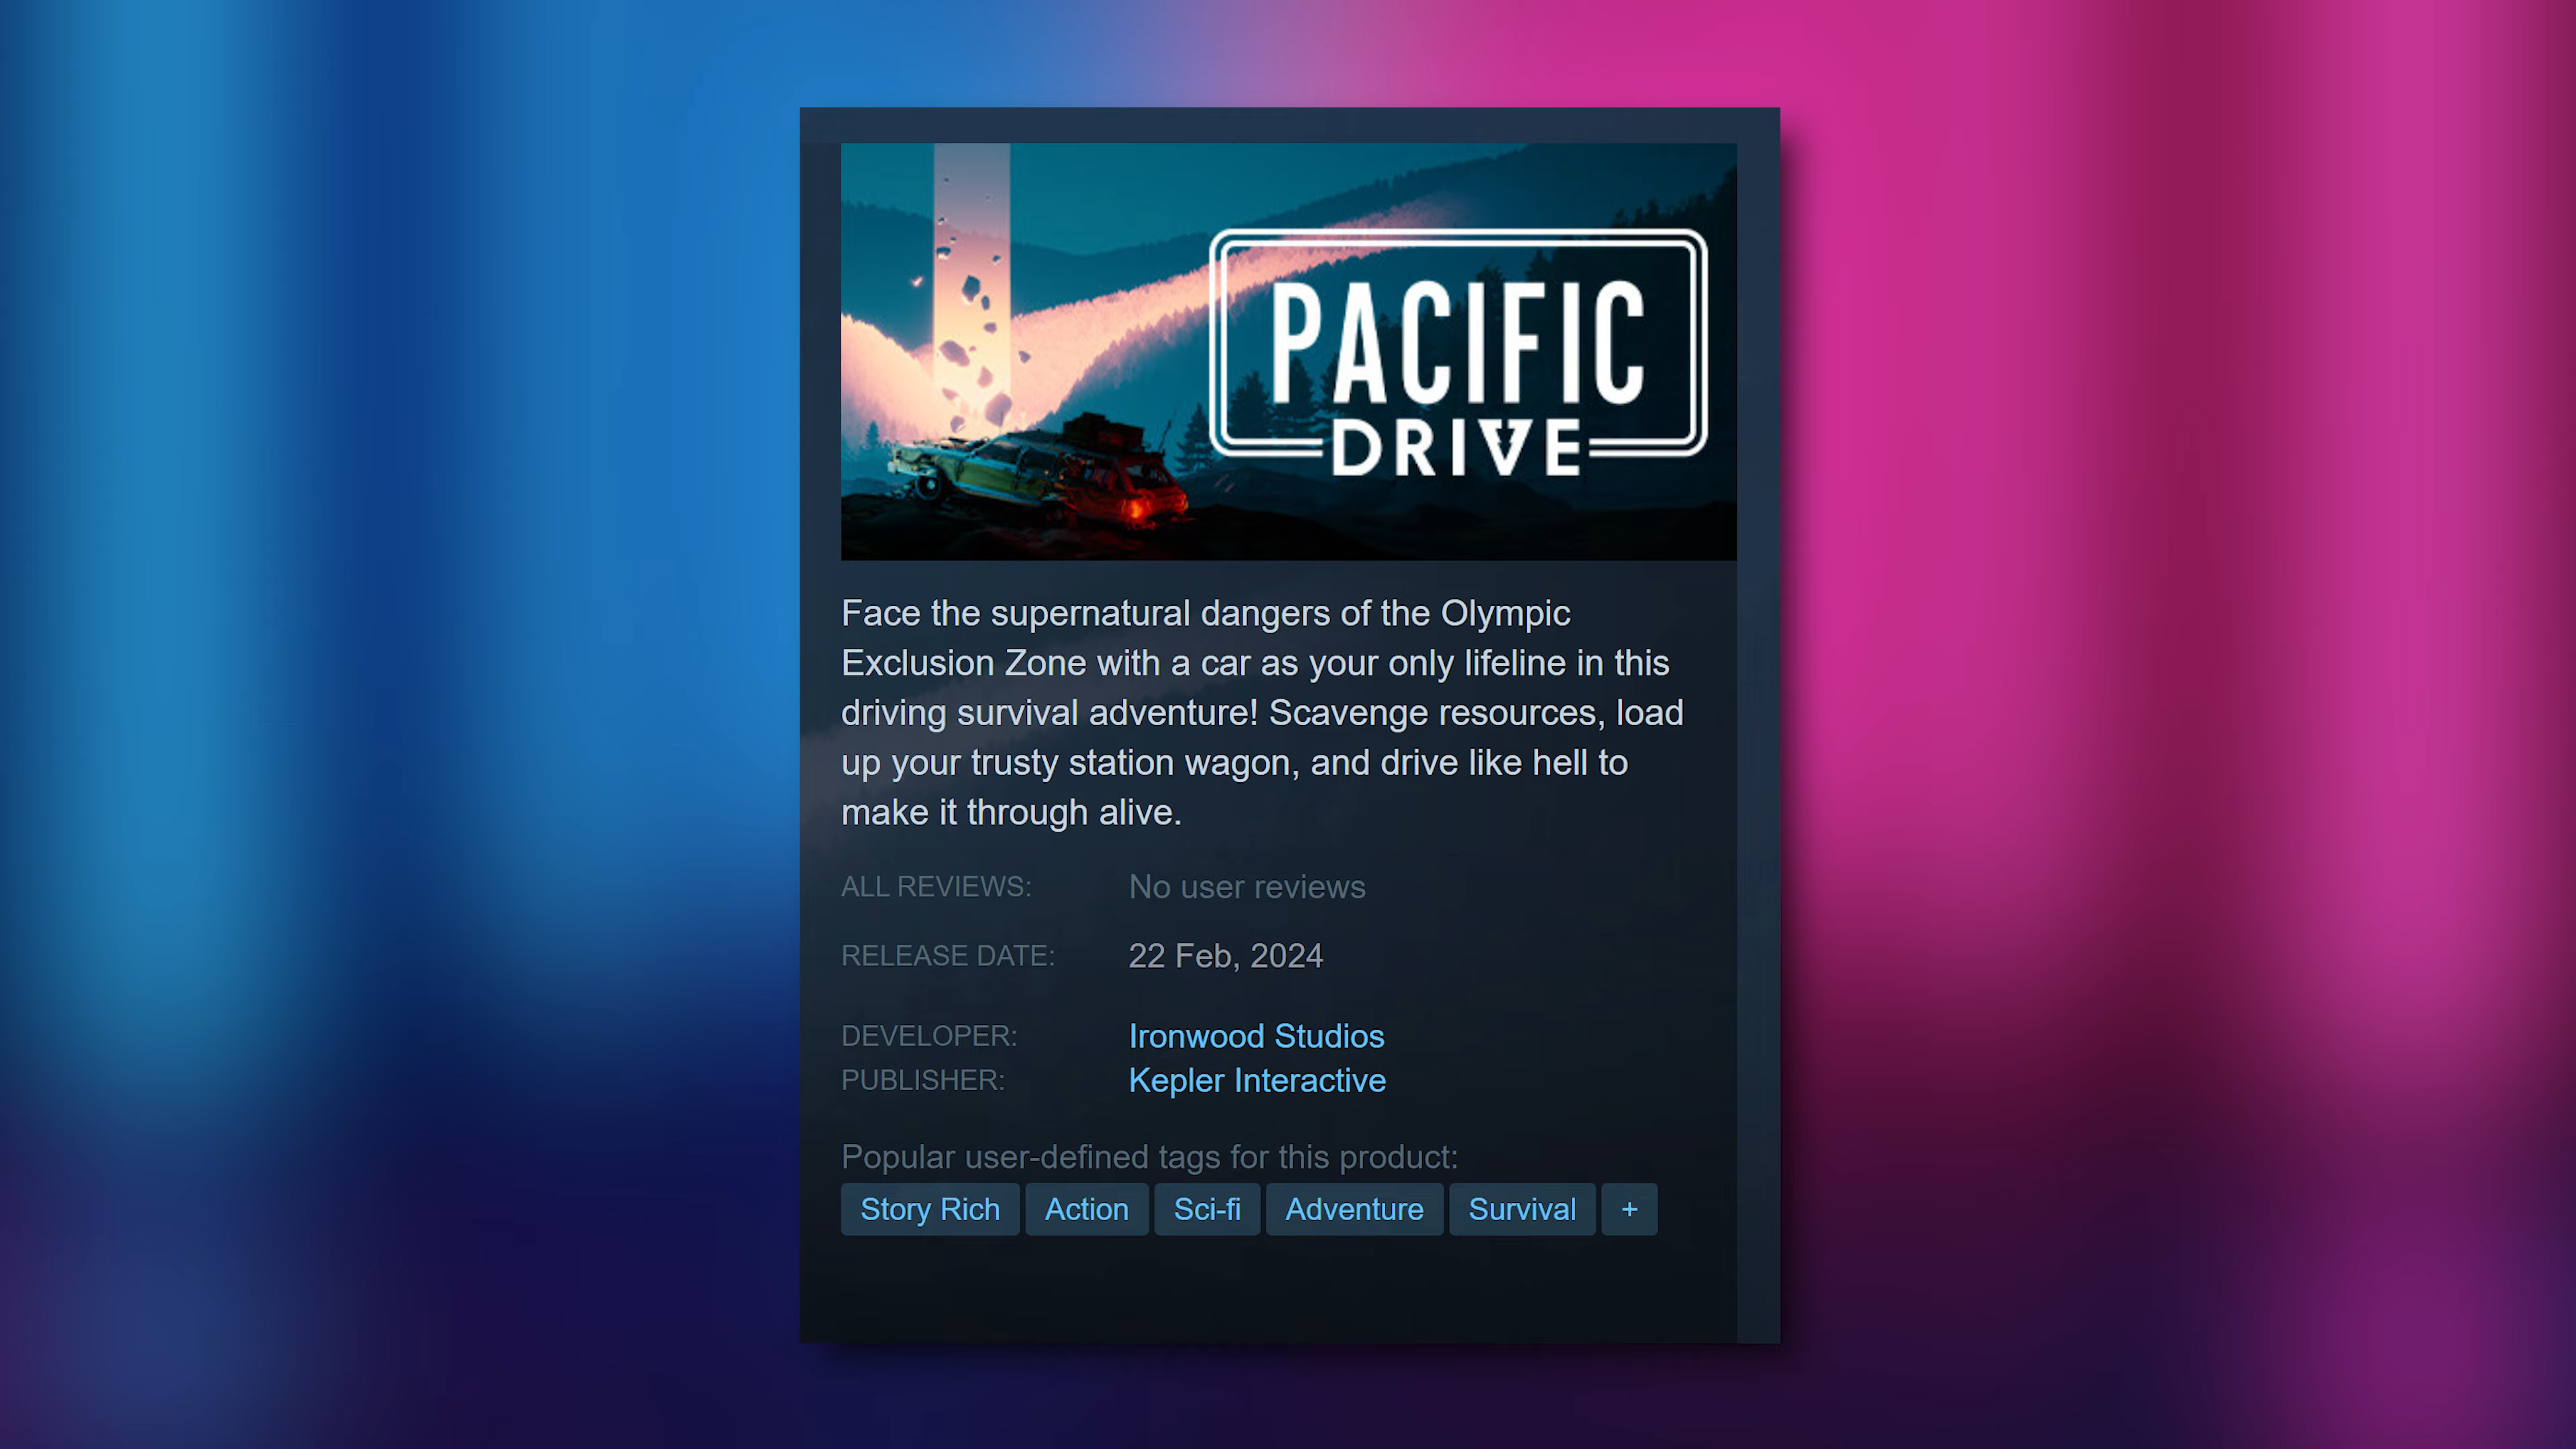 PACIFIC
DRIVE
Face the supernatural dangers of the Olympic
Exclusion Zone with a car as your only lifeline in this
driving survival adventure! Scavenge resources, load
up your trusty station wagon, and drive like hell to
make it through alive.
ALL REVIEWS: No user reviews
RELEASE DATE: 22 Feb, 2024
DEVELOPER: Ironwood Studios
PUBLISHER: Kepler Interactive
Popular user-defined tags for this product:
Story Rich Action Sci-fi Adventure Survival +